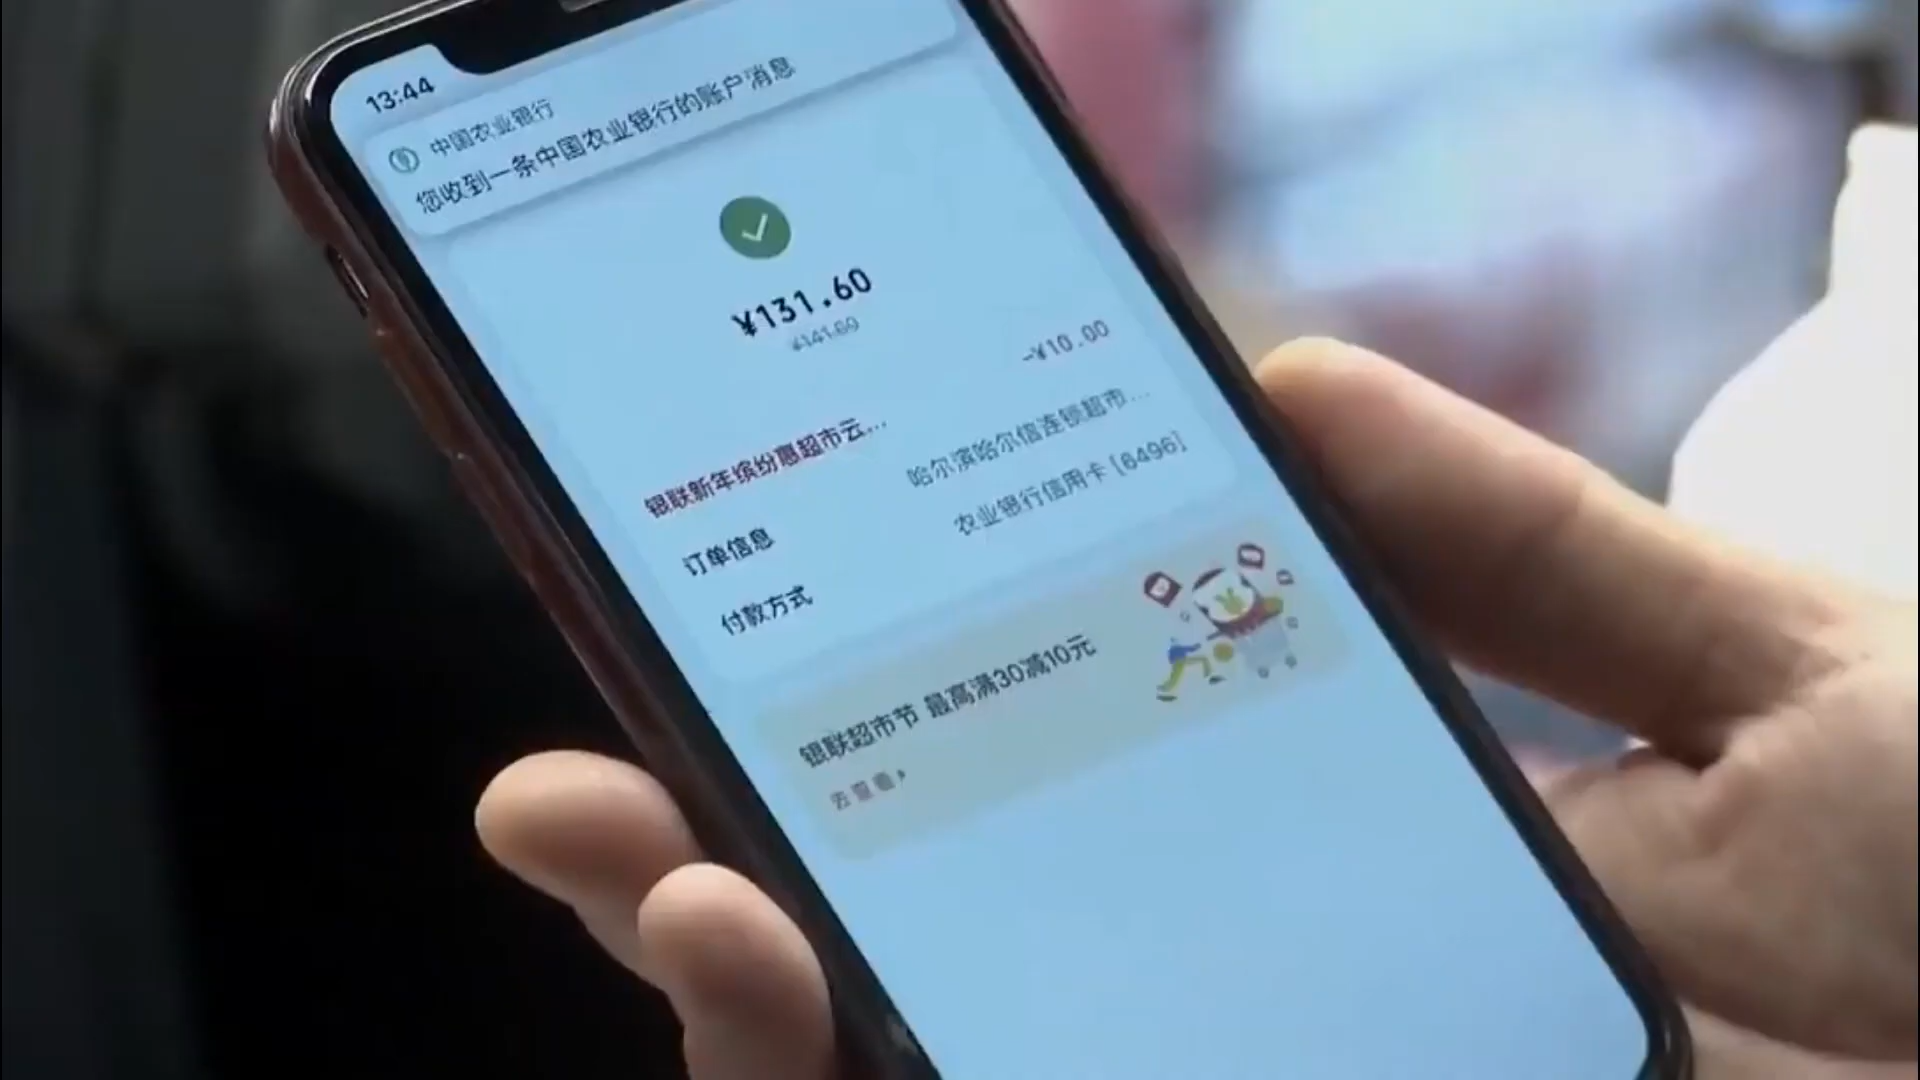 13:44
中国农业银行
您收到一条中国农业银行的账户消息
¥131.60
¥141.60
银联新年缤纷惠超市云... -¥10.00
订单信息 哈尔滨哈尔信连锁超市...
付款方式 农业银行信用卡[6496]
银联超市节 最高满30减10元
去查看